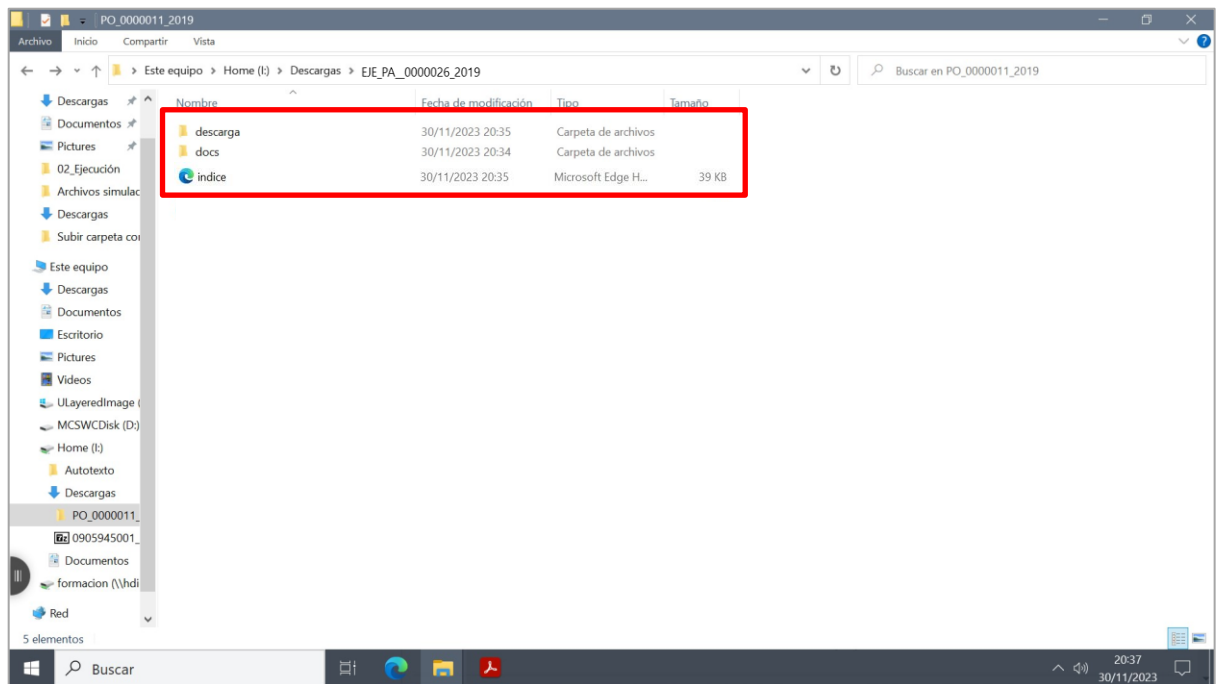 PO_0000011_2019
Archivo Inicio Compartir Vista
Este equipo > Home (I:) > Descargas > EJE_PA__0000026_2019
Buscar en PO_0000011_2019
Descargas
Documentos
Pictures
02_Ejecución
Archivos simulac
Descargas
Subir carpeta co
Este equipo
Descargas
Documentos
Escritorio
Pictures
Videos
ULayeredImage (
MCSWCDisk (D:)
Home (I:)
Autotexto
Descargas
PO_0000011_
0905945001_
Documentos
formacion (\\hdi
Red
Nombre Fecha de modificación Tipo Tamaño
descarga 30/11/2023 20:35 Carpeta de archivos
docs 30/11/2023 20:34 Carpeta de archivos
indice 30/11/2023 20:35 Microsoft Edge H... 39 KB
5 elementos
Buscar
20:37
30/11/2023